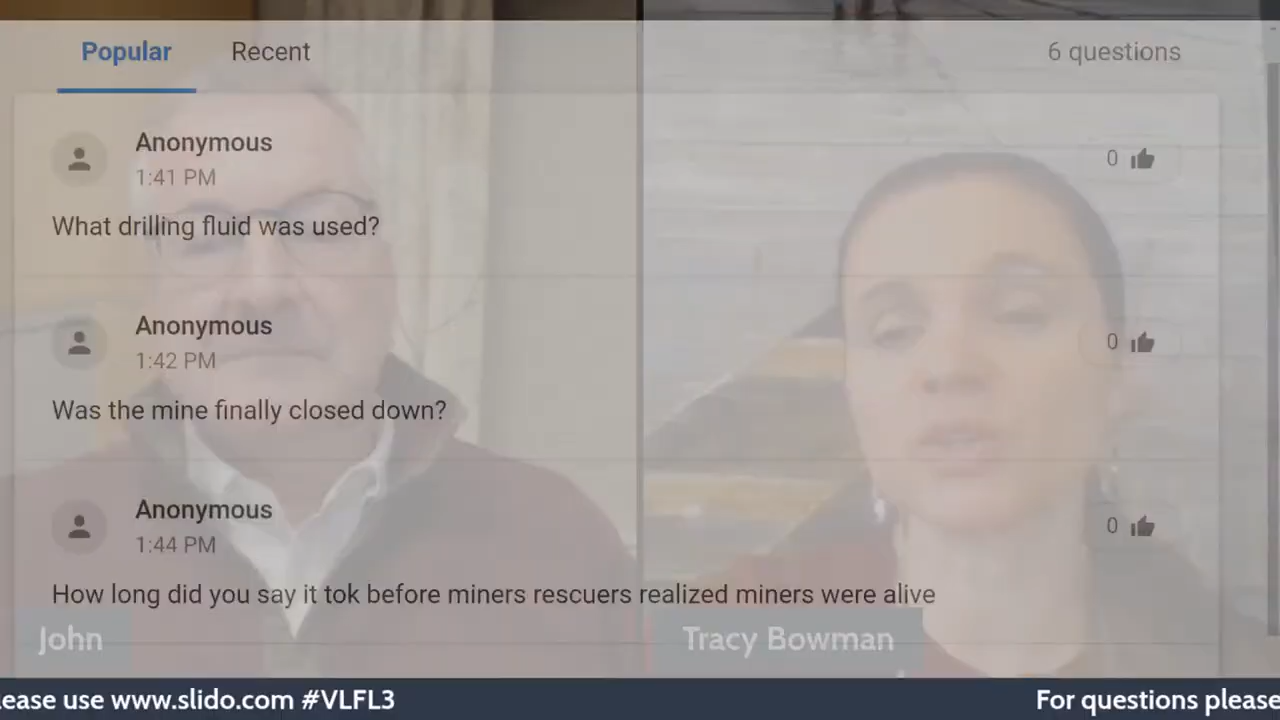 Popular Recent 6 questions
Anonymous
1:41 PM
0
What drilling fluid was used?
Anonymous
1:42 PM
0
Was the mine finally closed down?
Anonymous
1:44 PM
0
How long did you say it tok before miners rescuers realized miners were alive
John
Tracy Bowman
lease use www.slido.com #VLFL3 For questions please